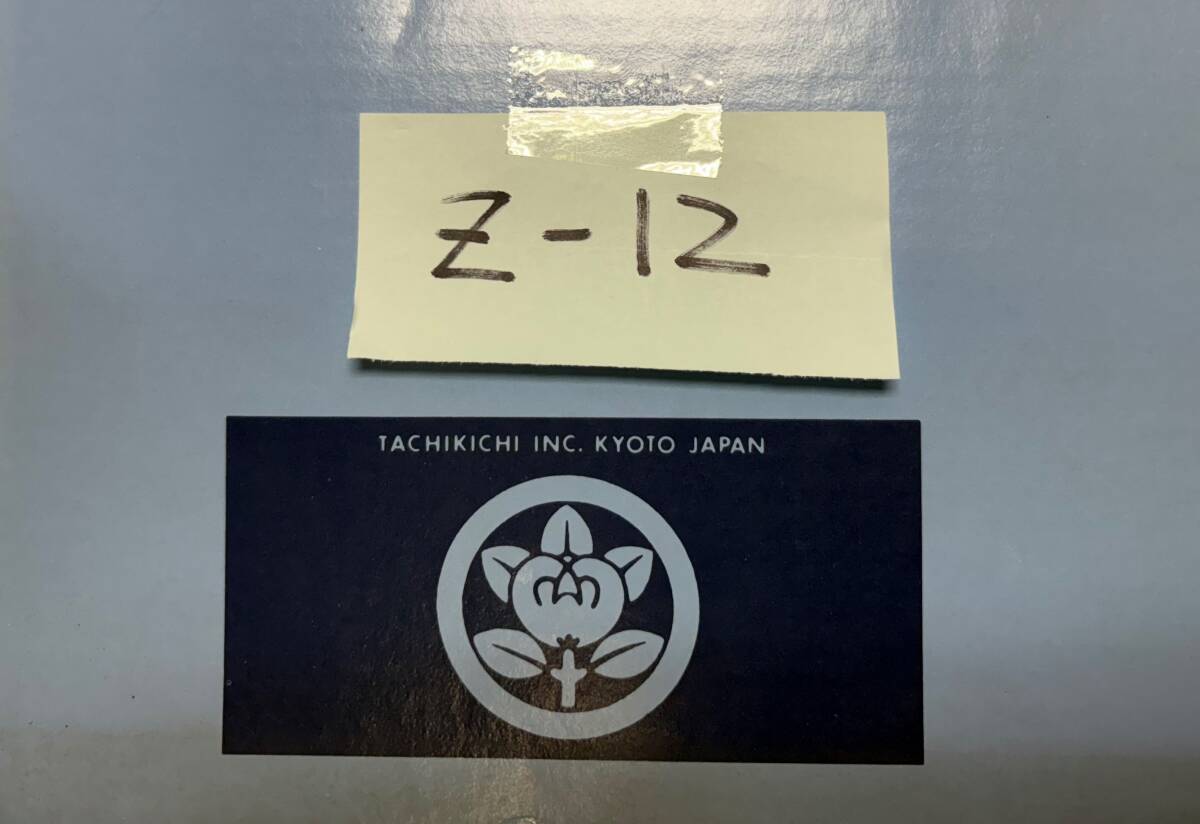 Z-12
TACHIKICHI INC. KYOTO JAPAN